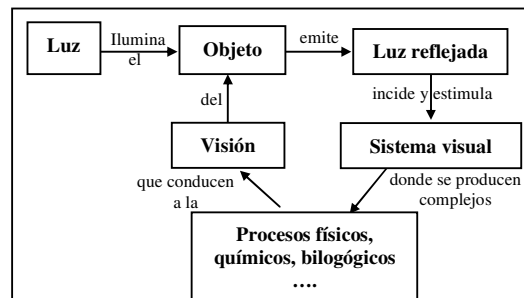 Luz
Ilumina
el
Objeto
emite
Luz reflejada
incide y estimula
Sistema visual
donde se producen
complejos
Procesos físicos,
químicos, bilogógicos
....
que conducen
a la
Visión
del